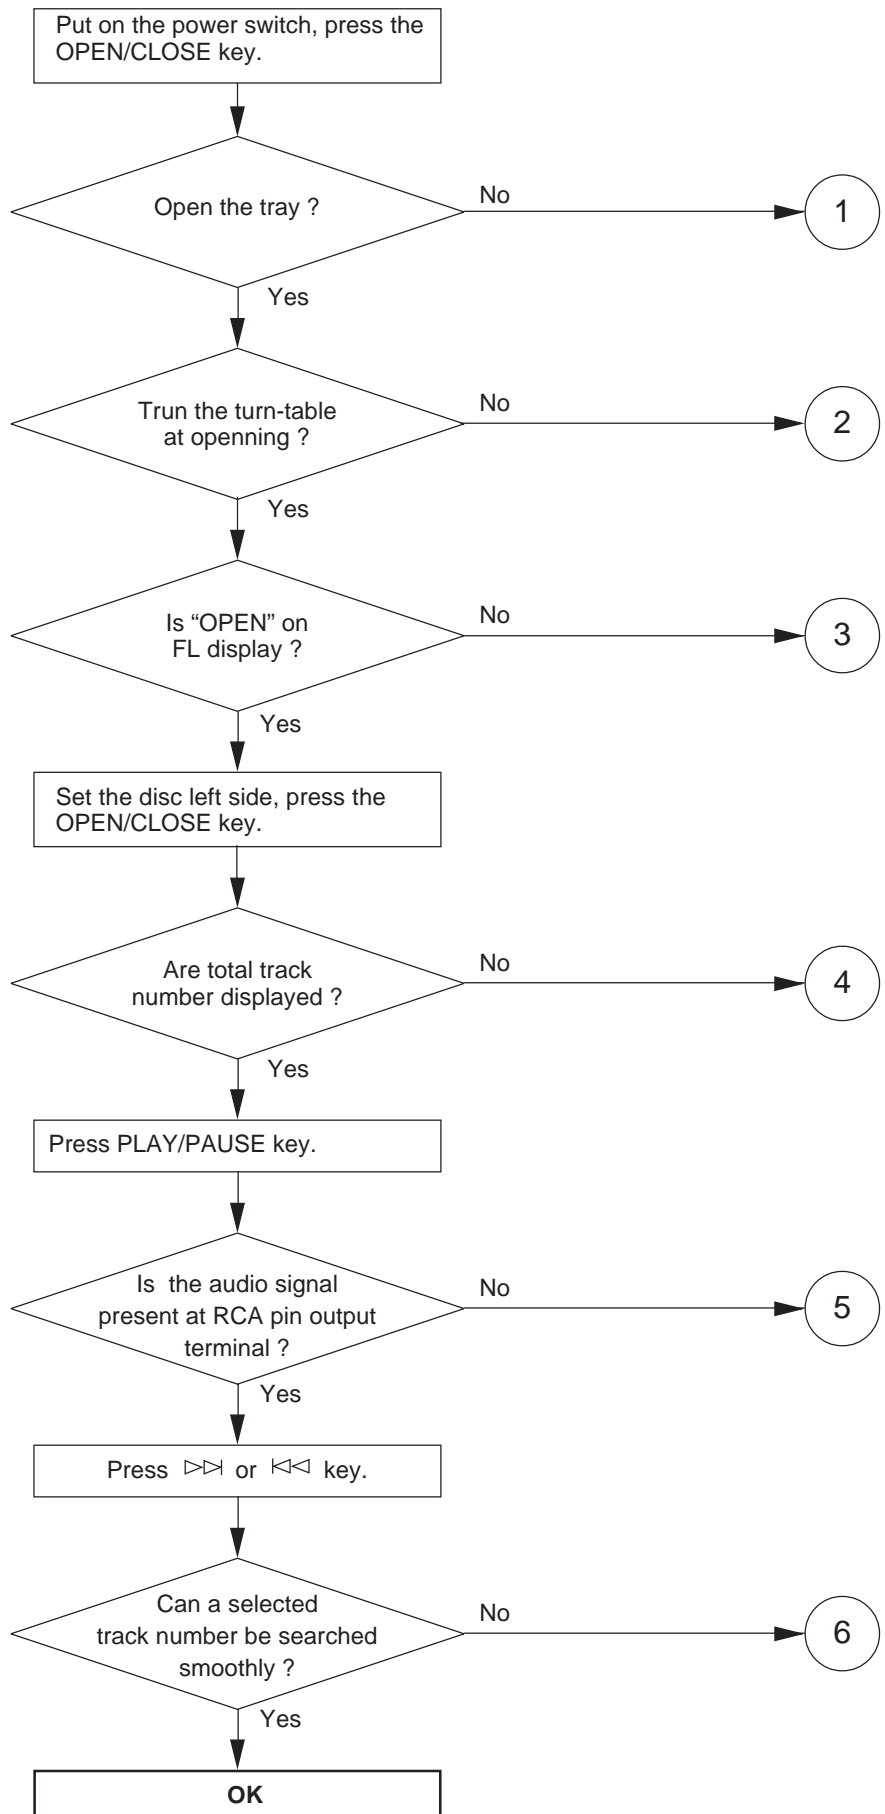 Put on the power switch, press the
OPEN/CLOSE key.
Open the tray ?
No
1
Yes
Trun the turn-table
at openning ?
No
2
Yes
Is “OPEN” on
FL display ?
No
3
Yes
Set the disc left side, press the
OPEN/CLOSE key.
Are total track
number displayed ?
No
4
Yes
Press PLAY/PAUSE key.
Is the audio signal
present at RCA pin output
terminal ?
No
5
Yes
Press ▷▷| or |◁◁ key.
Can a selected
track number be searched
smoothly ?
No
6
Yes
OK